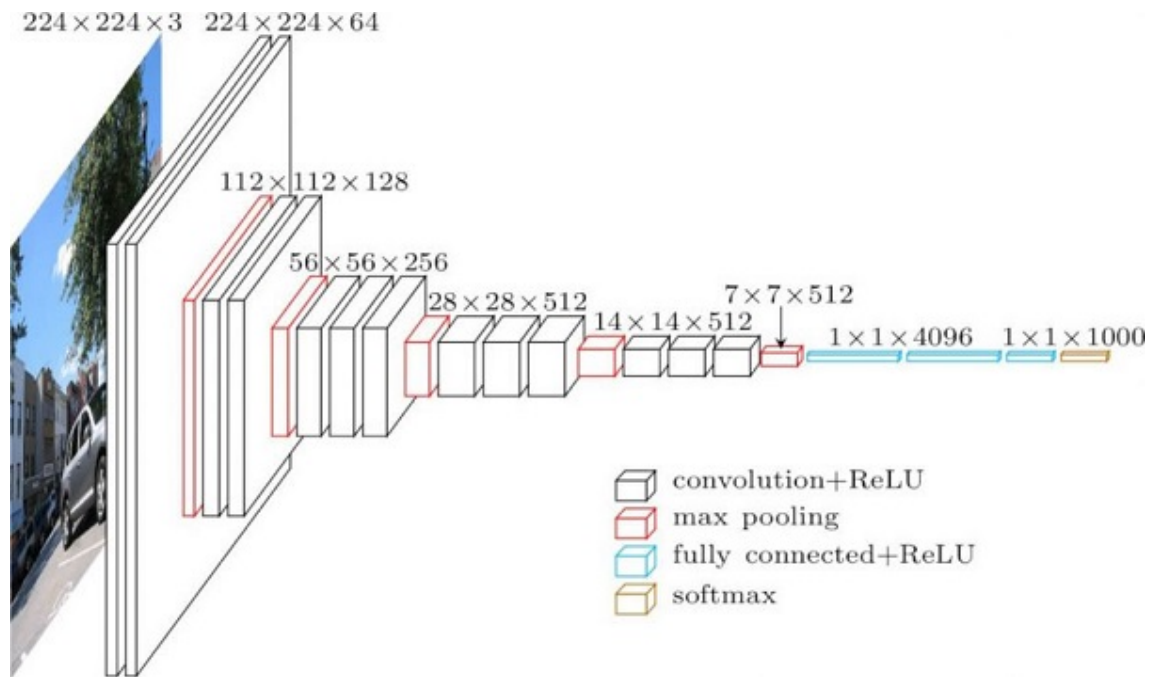 224×224×3
224×224×64
112×112×128
56×56×256
28×28×512
14×14×512
7×7×512
1×1×4096
1×1×1000
convolution+ReLU
max pooling
fully connected+ReLU
softmax